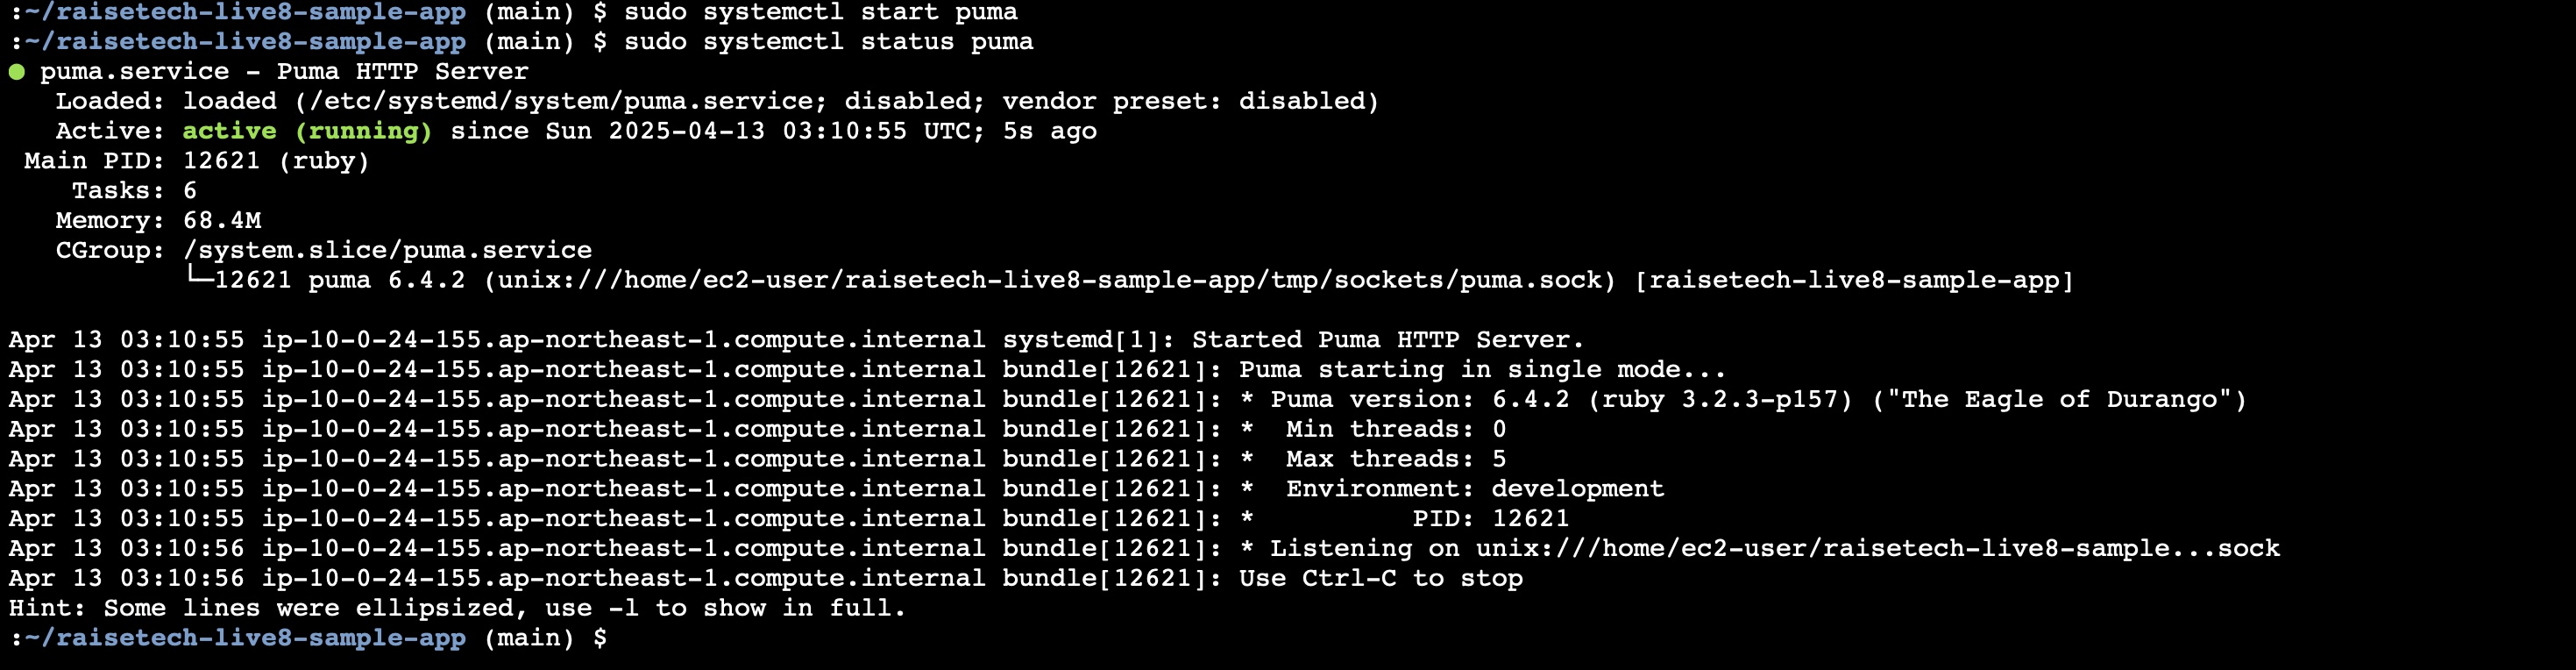 :~/raisetech-live8-sample-app (main) $ sudo systemctl start puma
:~/raisetech-live8-sample-app (main) $ sudo systemctl status puma
● puma.service - Puma HTTP Server
   Loaded: loaded (/etc/systemd/system/puma.service; disabled; vendor preset: disabled)
   Active: active (running) since Sun 2025-04-13 03:10:55 UTC; 5s ago
 Main PID: 12621 (ruby)
    Tasks: 6
   Memory: 68.4M
   CGroup: /system.slice/puma.service
           └─12621 puma 6.4.2 (unix:///home/ec2-user/raisetech-live8-sample-app/tmp/sockets/puma.sock) [raisetech-live8-sample-app]

Apr 13 03:10:55 ip-10-0-24-155.ap-northeast-1.compute.internal systemd[1]: Started Puma HTTP Server.
Apr 13 03:10:55 ip-10-0-24-155.ap-northeast-1.compute.internal bundle[12621]: Puma starting in single mode...
Apr 13 03:10:55 ip-10-0-24-155.ap-northeast-1.compute.internal bundle[12621]: * Puma version: 6.4.2 (ruby 3.2.3-p157) ("The Eagle of Durango")
Apr 13 03:10:55 ip-10-0-24-155.ap-northeast-1.compute.internal bundle[12621]: *  Min threads: 0
Apr 13 03:10:55 ip-10-0-24-155.ap-northeast-1.compute.internal bundle[12621]: *  Max threads: 5
Apr 13 03:10:55 ip-10-0-24-155.ap-northeast-1.compute.internal bundle[12621]: *  Environment: development
Apr 13 03:10:55 ip-10-0-24-155.ap-northeast-1.compute.internal bundle[12621]: *          PID: 12621
Apr 13 03:10:56 ip-10-0-24-155.ap-northeast-1.compute.internal bundle[12621]: * Listening on unix:///home/ec2-user/raisetech-live8-sample...sock
Apr 13 03:10:56 ip-10-0-24-155.ap-northeast-1.compute.internal bundle[12621]: Use Ctrl-C to stop
Hint: Some lines were ellipsized, use -l to show in full.
:~/raisetech-live8-sample-app (main) $